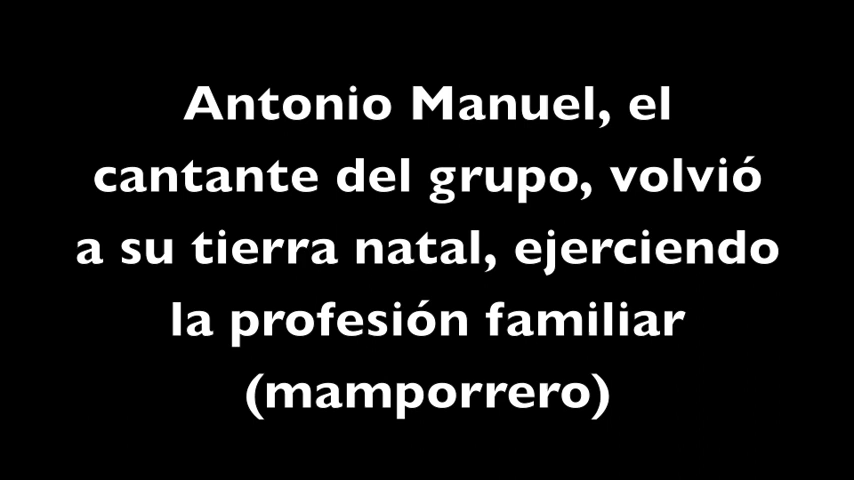 Antonio Manuel, el
cantante del grupo, volvió
a su tierra natal, ejerciendo
la profesión familiar
(mamporrero)